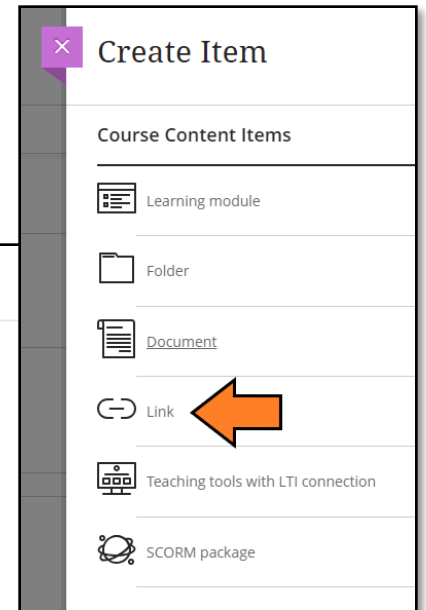 Create Item
Course Content Items
Learning module
Folder
Document
Link
Teaching tools with LTI connection
SCORM package